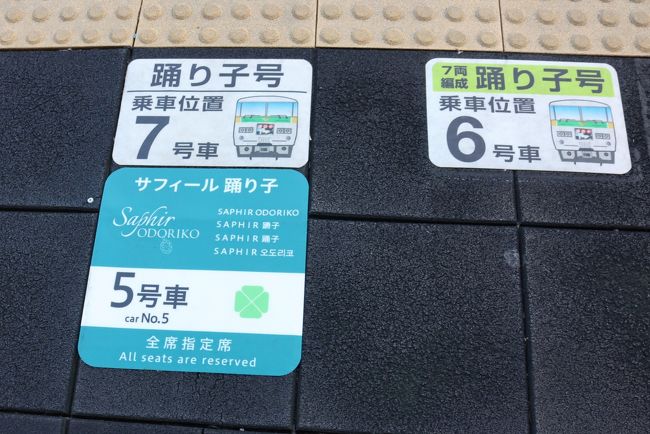 踊り子号
乗車位置
7号車
7両
編成
踊り子号
乗車位置
6号車
サフィール 踊り子
Saphir
ODORIKO
SAPHIR ODORIKO
SAPHIR 踊子
SAPHIR 踊子
SAPHIR 오도리코
5号車
car No.5
全席指定席
All seats are reserved